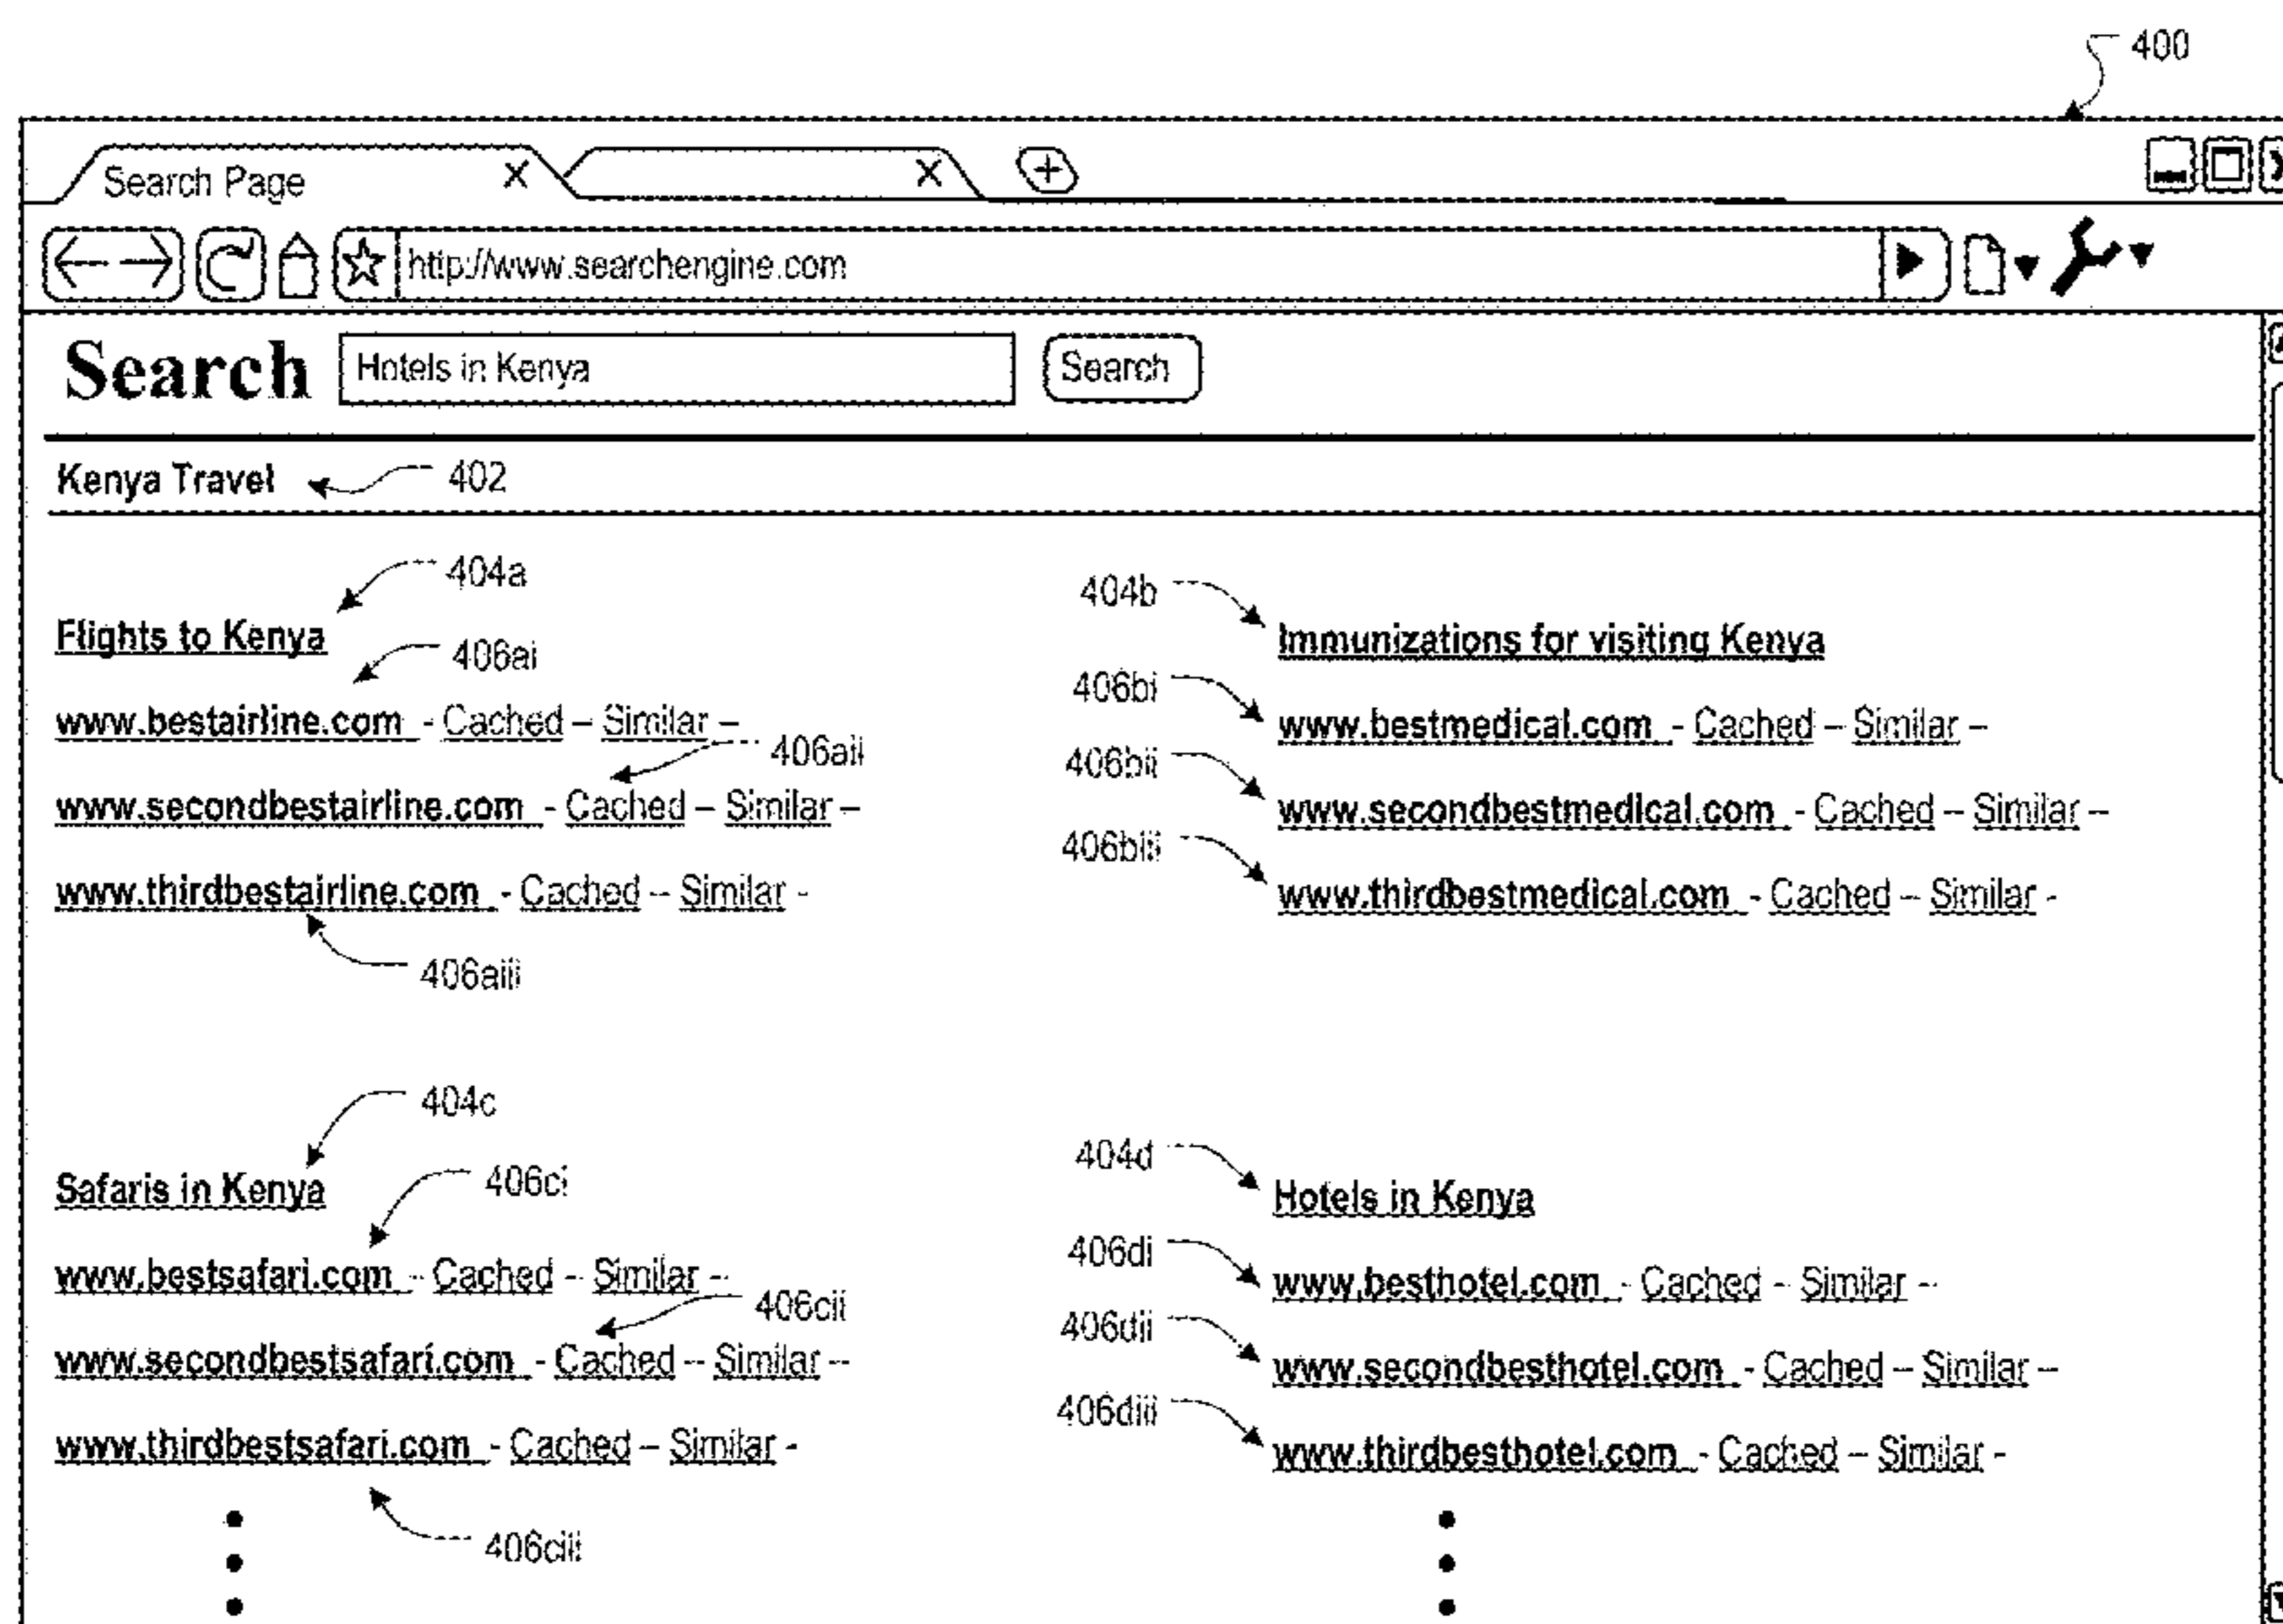 400
Search Page X X
http://www.searchengine.com
Search Hotels in Kenya Search
Kenya Travel 402
404a
Flights to Kenya
406ai
www.bestairline.com - Cached – Similar –
406aii
www.secondbestairline.com - Cached – Similar –
www.thirdbestairline.com - Cached – Similar -
406aiii
404b
Immunizations for visiting Kenya
406bi
www.bestmedical.com - Cached – Similar –
406bii
www.secondbestmedical.com - Cached – Similar –
406biii
www.thirdbestmedical.com - Cached – Similar -
404c
Safaris in Kenya
406ci
www.bestsafari.com - Cached – Similar –
406cii
www.secondbestsafari.com - Cached – Similar –
www.thirdbestsafari.com - Cached – Similar -
406ciii
404d
Hotels in Kenya
406di
www.besthotel.com - Cached – Similar –
406dii
www.secondbesthotel.com - Cached – Similar –
406diii
www.thirdbesthotel.com - Cached – Similar -